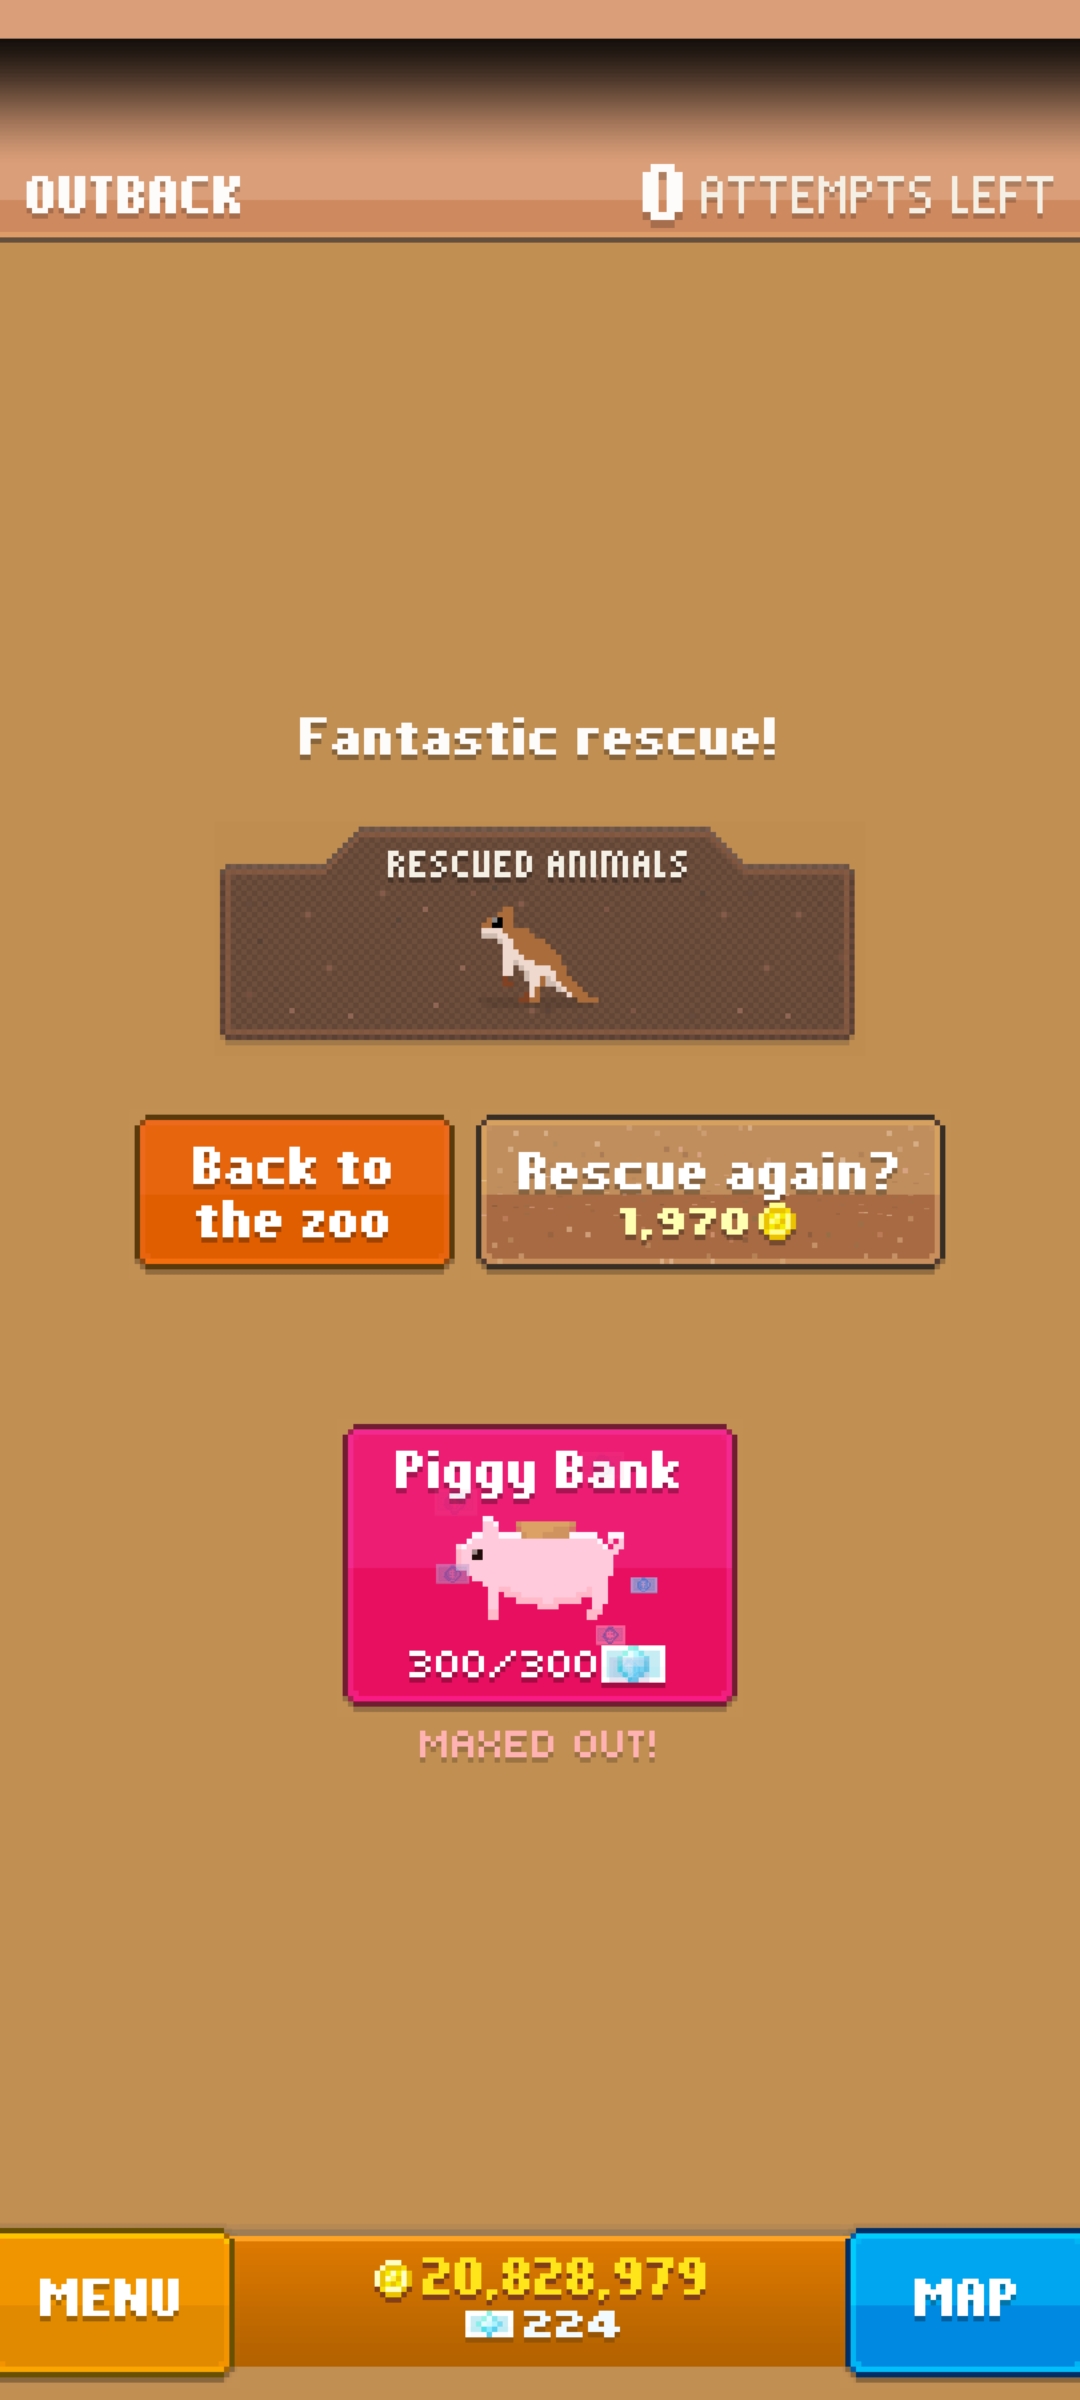 OUTBACK
0 ATTEMPTS LEFT
Fantastic rescue!
RESCUED ANIMALS
Back to
the zoo
Rescue again?
1,970
Piggy Bank
300/300
MAXED OUT!
MENU
20,828,979
224
MAP